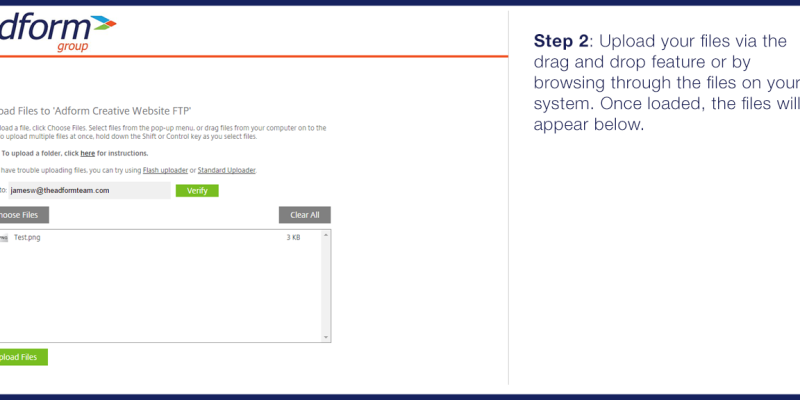 dform
group
Step 2: Upload your files via the
drag and drop feature or by
browsing through the files on your
system. Once loaded, the files will
appear below.
oad Files to 'Adform Creative Website FTP'
load a file, click Choose Files. Select files from the pop-up menu, or drag files from your computer on to the
o upload multiple files at once, hold down the Shift or Control key as you select files.
To upload a folder, click here for instructions.
have trouble uploading files, you can try using Flash uploader or Standard Uploader.
to: jamesw@theadformteam.com Verify
hoose Files Clear All
Test.png 3 KB
pload Files